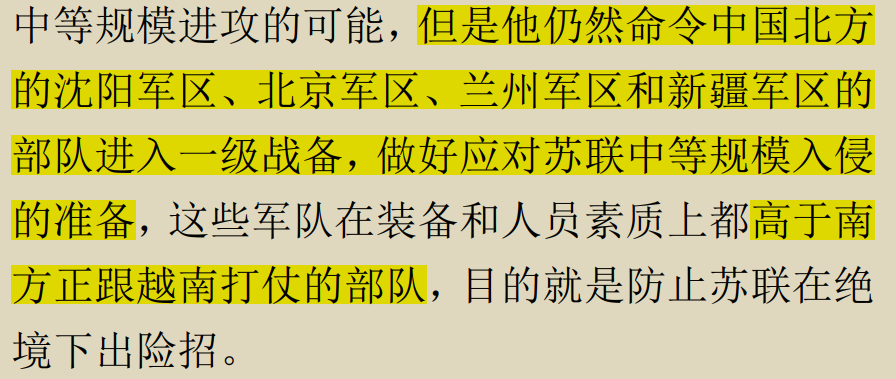 中等规模进攻的可能，但是他仍然命令中国北方
的沈阳军区、北京军区、兰州军区和新疆军区的
部队进入一级战备，做好应对苏联中等规模入侵
的准备，这些军队在装备和人员素质上都高于南
方正跟越南打仗的部队，目的就是防止苏联在绝
境下出险招。